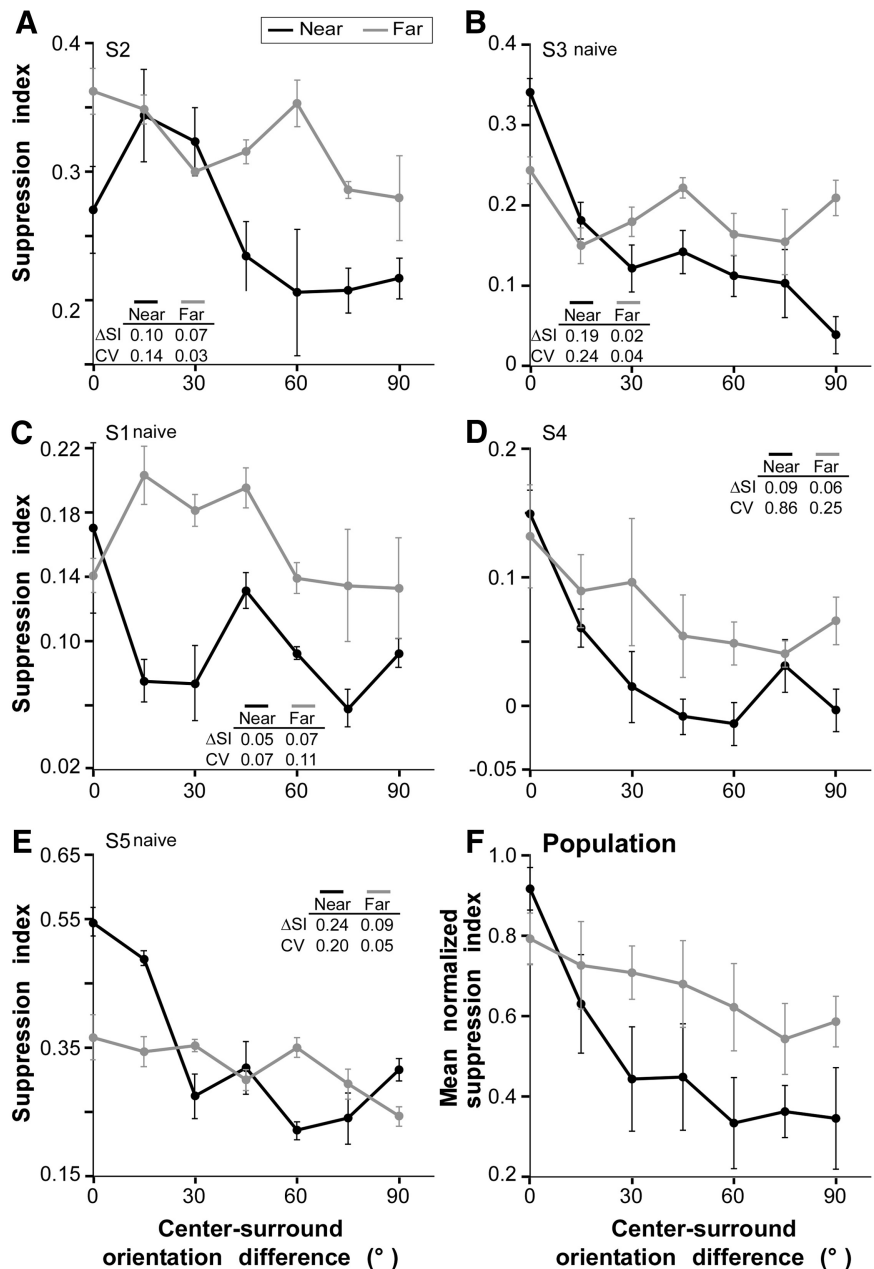 A
S2
Near Far
0.4
0.3
0.2
Suppression index
Near Far
ΔSI 0.10 0.07
CV 0.14 0.03
0 30 60 90
B
S3 naive
0.4
0.3
0.2
0.1
0
Near Far
ΔSI 0.19 0.02
CV 0.24 0.04
0 30 60 90
C
S1 naive
0.22
0.18
0.14
0.10
0.02
Suppression index
Near Far
ΔSI 0.05 0.07
CV 0.07 0.11
0 30 60 90
D
S4
0.2
0.1
0
-0.05
Near Far
ΔSI 0.09 0.06
CV 0.86 0.25
0 30 60 90
E
S5 naive
0.65
0.55
0.35
0.15
Suppression index
Near Far
ΔSI 0.24 0.09
CV 0.20 0.05
0 30 60 90
Center-surround
orientation difference (°)
F
Population
1.0
0.8
0.6
0.4
0.2
Mean normalized
suppression index
0 30 60 90
Center-surround
orientation difference (°)